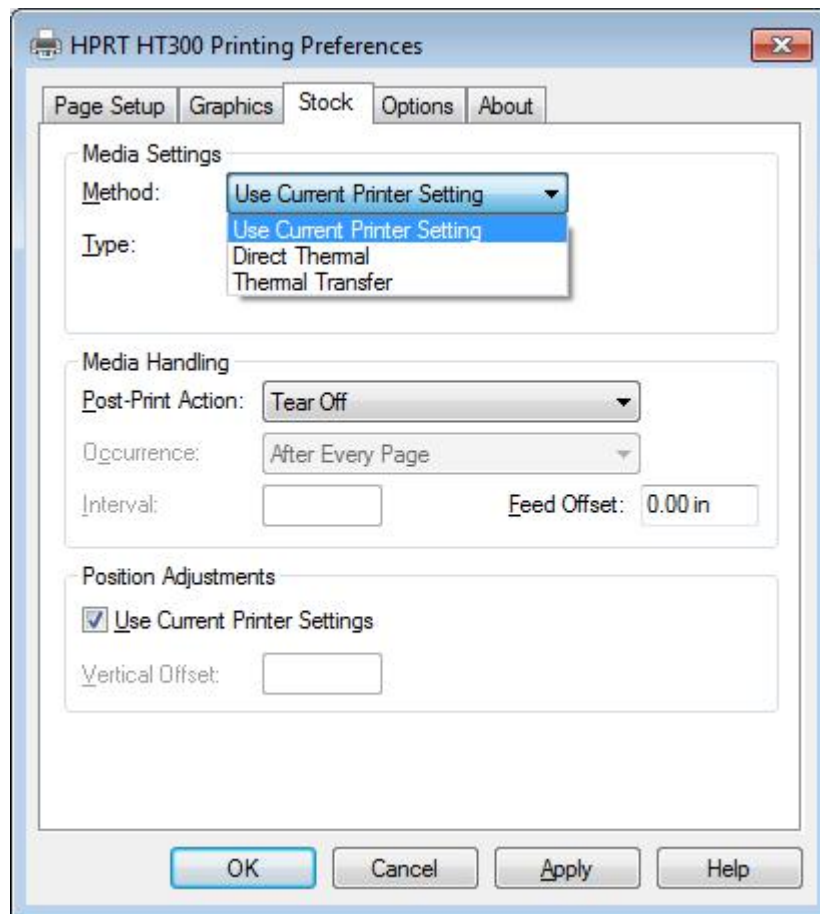 HPRT HT300 Printing Preferences
Page Setup Graphics Stock Options About
Media Settings
Method: Use Current Printer Setting
Use Current Printer Setting
Type:
Direct Thermal
Thermal Transfer
Media Handling
Post-Print Action: Tear Off
Occurrence: After Every Page
Interval: Feed Offset: 0.00 in
Position Adjustments
Use Current Printer Settings
Vertical Offset:
OK Cancel Apply Help